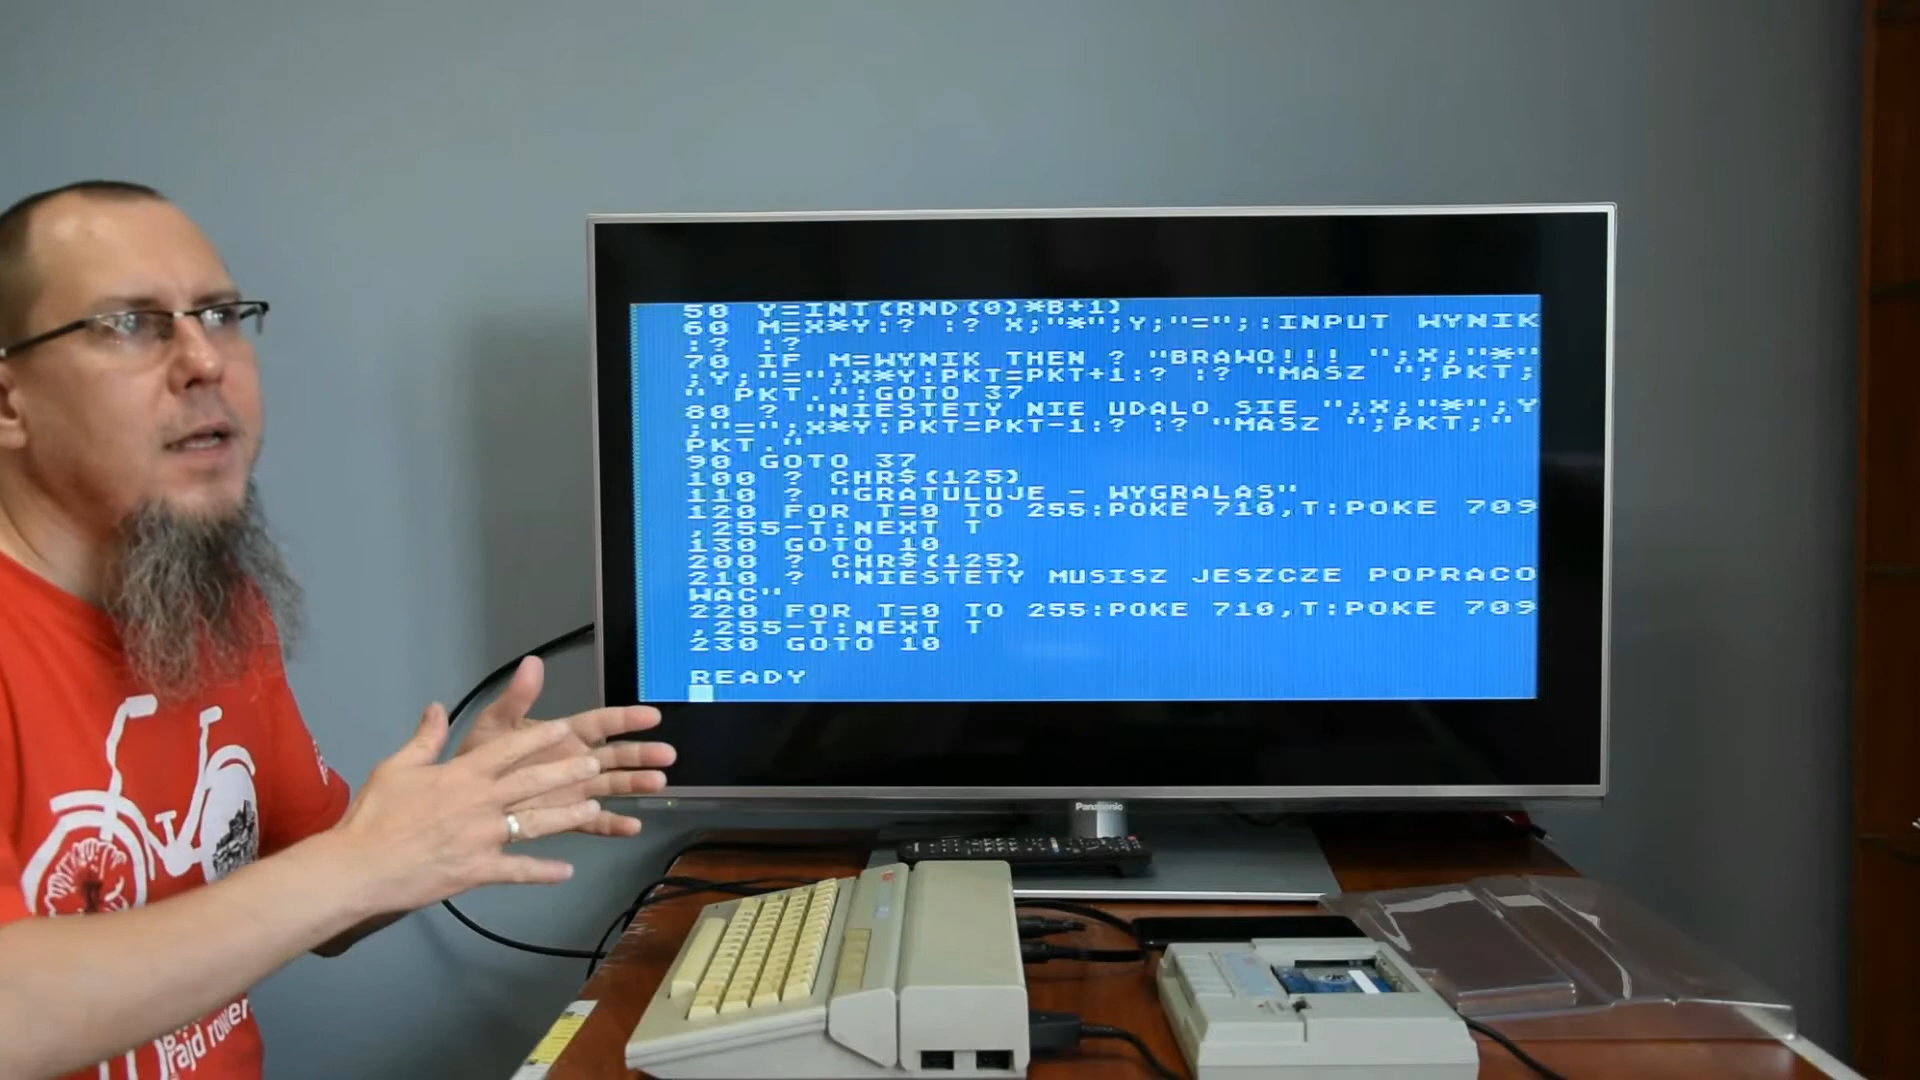 50 Y=INT(RND(0)*B+1)
60 M=X*Y:? :? X;"*";Y;"=";:INPUT WYNIK
:? :?
70 IF M=WYNIK THEN ? "BRAWO!!! ";X;"*"
;Y;"=";X*Y:PKT=PKT+1:? :? "MASZ ";PKT;
" PKT.":GOTO 37
80 ? "NIESTETY NIE UDALO SIE ";X;"*";Y
;"=";X*Y:PKT=PKT-1:? :? "MASZ ";PKT;"
PKT."
90 GOTO 37
100 ? CHR$(125)
110 ? "GRATULUJE - WYGRALAS"
120 FOR T=0 TO 255:POKE 710,T:POKE 709
,255-T:NEXT T
130 GOTO 10
200 ? CHR$(125)
210 ? "NIESTETY MUSISZ JESZCZE POPRACO
WAC"
220 FOR T=0 TO 255:POKE 710,T:POKE 709
,255-T:NEXT T
230 GOTO 10
READY
Panasonic
rajd rower